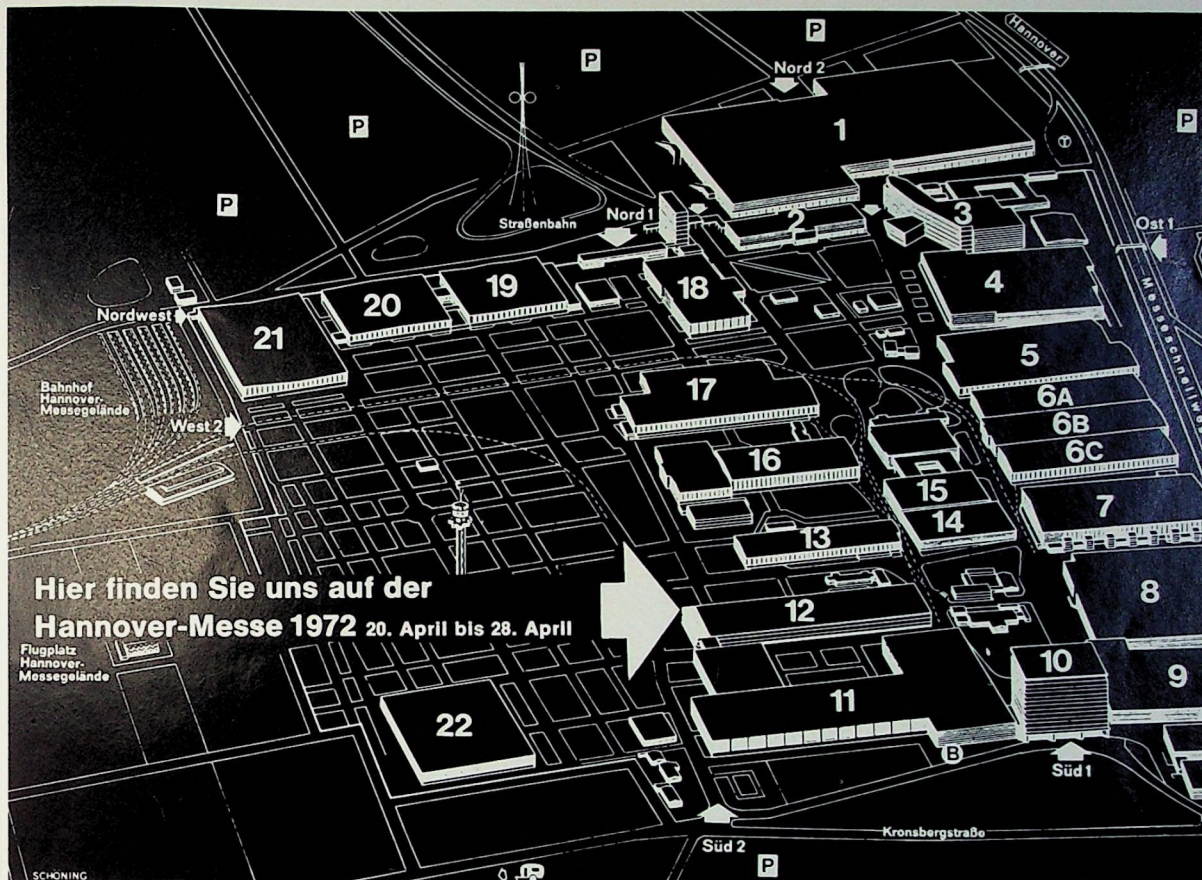 Hannover
P
P
Nord 2
P
P
1
P
Straßenbahn
Nord 1
2
3
Ost 1
4
Messeschnellweg
18
19
20
Nordwest
21
5
Bahnhof
Hannover-
Messegelände
West 2
17
6A
6B
6C
16
15
14
7
13
Hier finden Sie uns auf der
Hannover-Messe 1972 20. April bis 28. April
12
8
Flugplatz
Hannover-
Messegelände
10
9
11
22
B
Süd 1
Kronsbergstraße
Süd 2
P
SCHÖNING